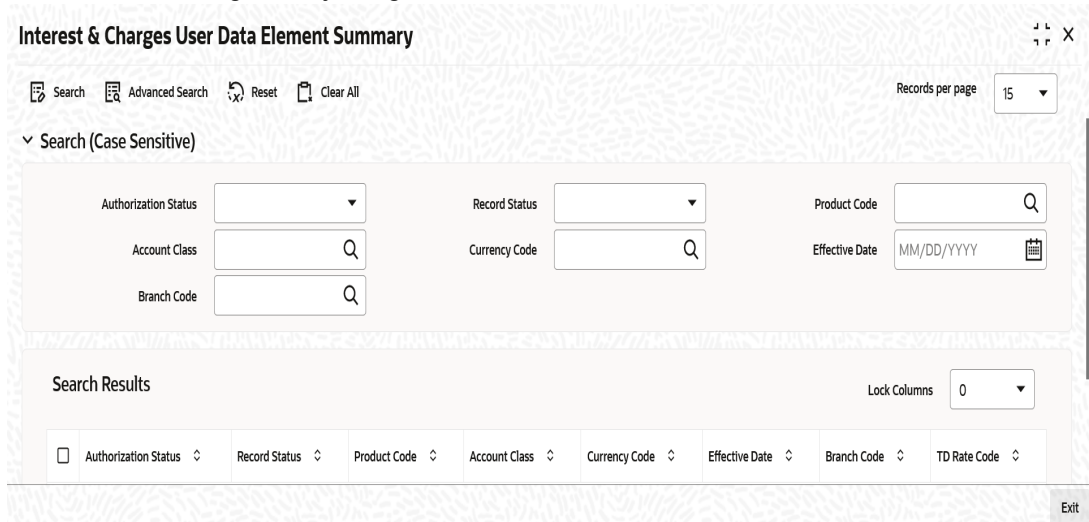 Interest & Charges User Data Element Summary
Search Advanced Search Reset Clear All Records per page 15
Search (Case Sensitive)
Authorization Status Record Status Product Code
Account Class Currency Code Effective Date MM/DD/YYYY
Branch Code
Search Results Lock Columns 0
Authorization Status Record Status Product Code Account Class Currency Code Effective Date Branch Code TD Rate Code
Exit